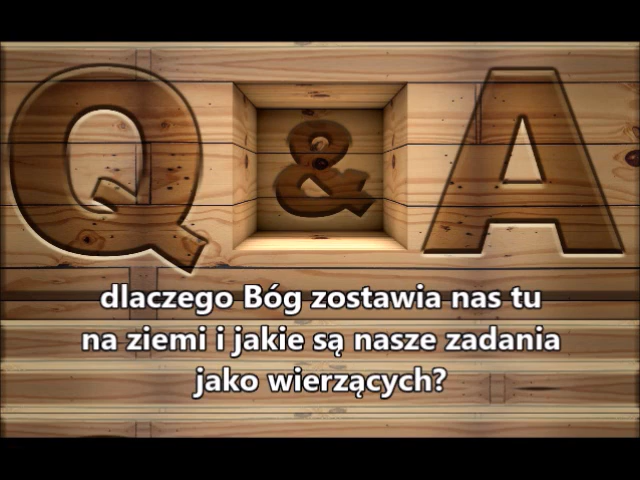 Q & A
dlaczego Bóg zostawia nas tu
na ziemi i jakie są nasze zadania
jako wierzących?